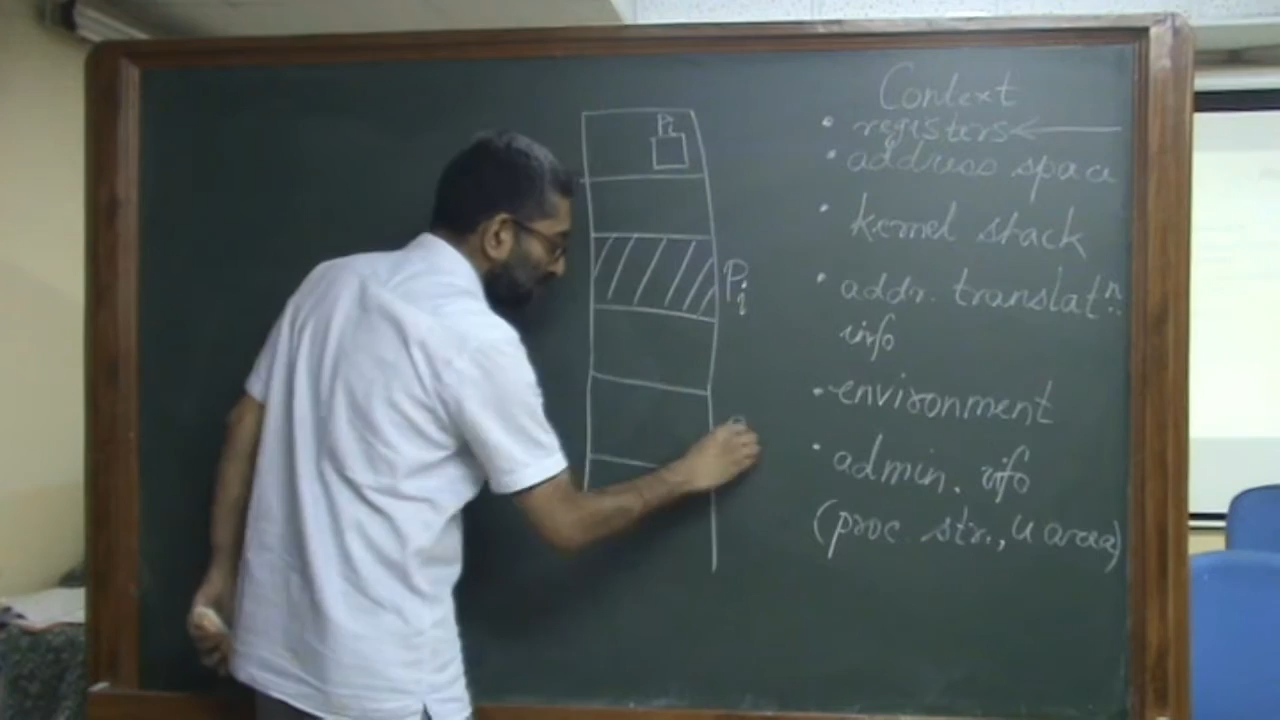 Context
• registers ←
• address space
• kernel stack
• addr. translatⁿ.
info
• environment
• admin. info
(proc str., u area)
Pi
Pi